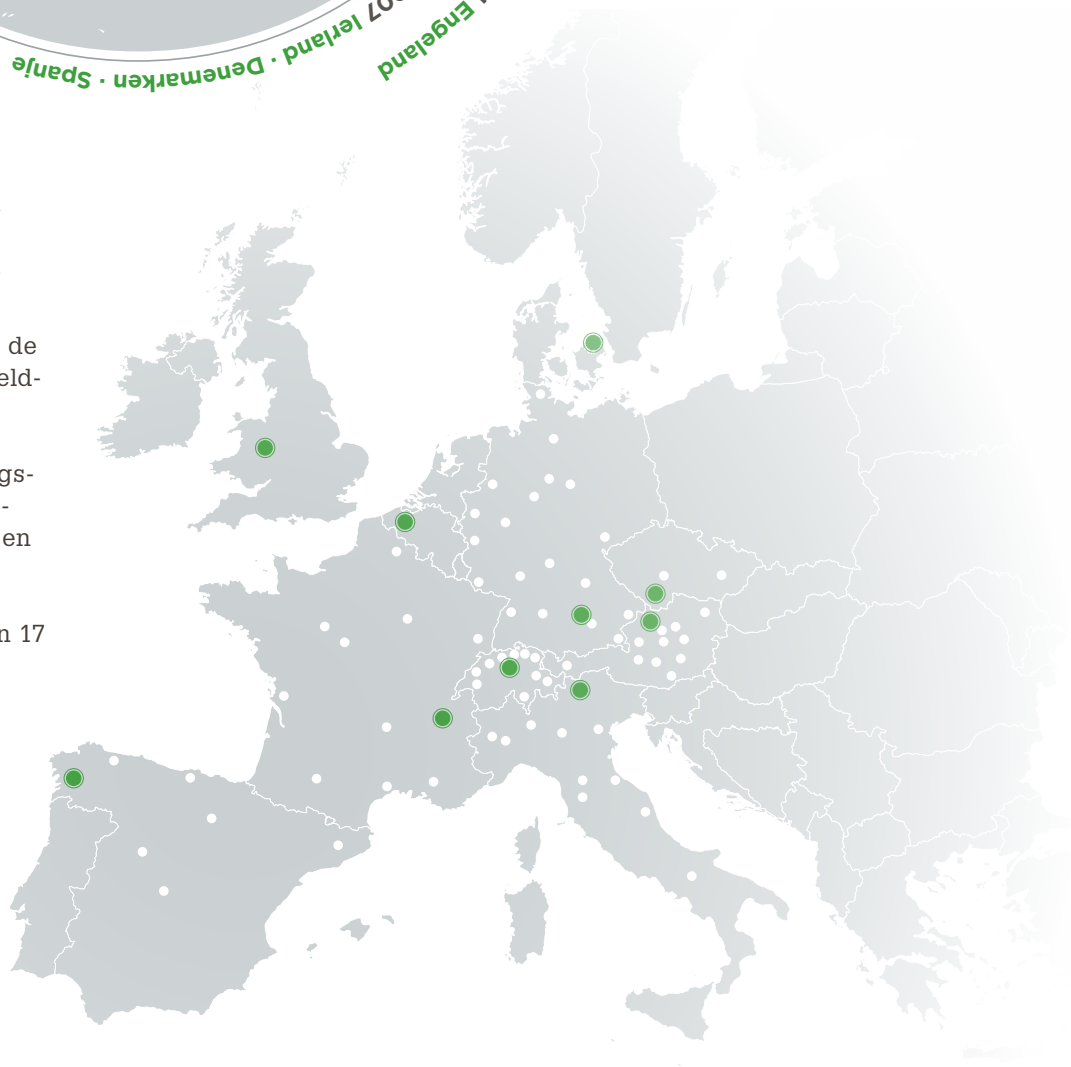 Spanje · Denemarken · Ierland
Engeland
de
eld-
gs-
-
en
n 17